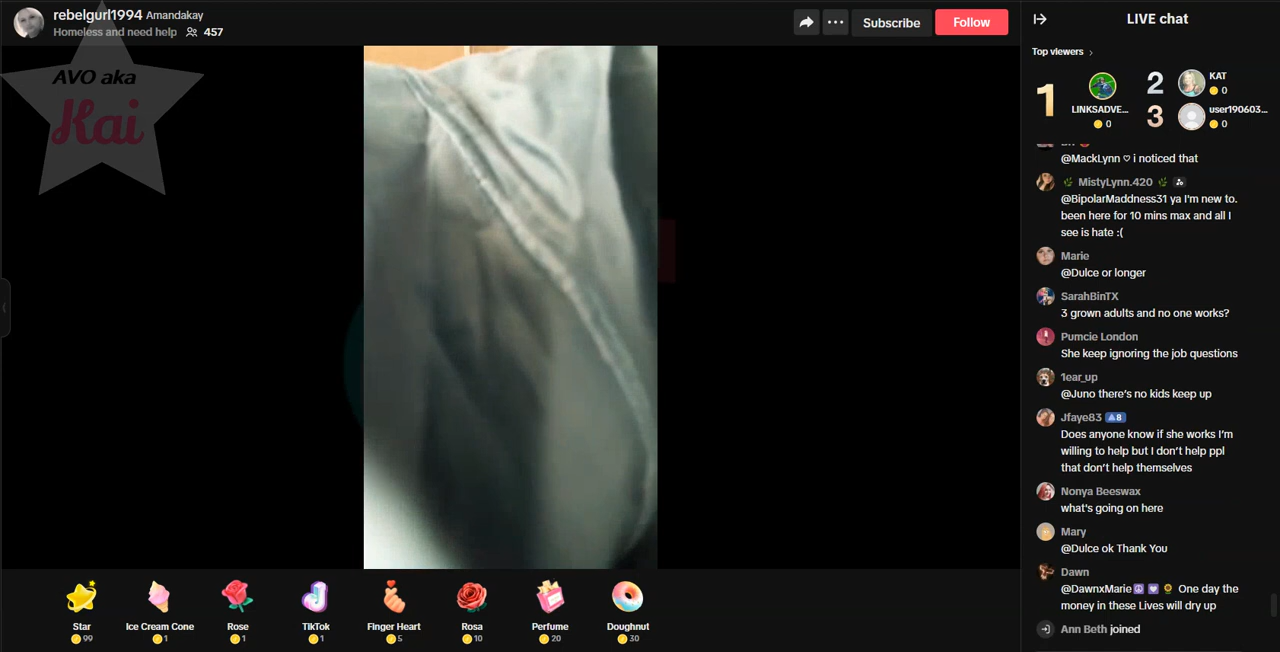 rebelgurl1994 Amandakay
Homeless and need help 457
Subscribe
Follow
AVO aka
Kai
LIVE chat
Top viewers
1
LINKSADVE...
0
2
KAT
0
3
user190603...
0
@MackLynn ♡ i noticed that
MistyLynn.420
@BipolarMaddness31 ya I'm new to.
been here for 10 mins max and all I
see is hate :(
Marie
@Dulce or longer
SarahBinTX
3 grown adults and no one works?
Pumcie London
She keep ignoring the job questions
1ear_up
@Juno there's no kids keep up
Jfaye83 8
Does anyone know if she works I'm
willing to help but I don't help ppl
that don't help themselves
Nonya Beeswax
what's going on here
Mary
@Dulce ok Thank You
Dawn
@DawnxMarie☮️💟🌻 One day the
money in these Lives will dry up
Ann Beth joined
Star
99
Ice Cream Cone
1
Rose
1
TikTok
1
Finger Heart
5
Rosa
10
Perfume
20
Doughnut
30